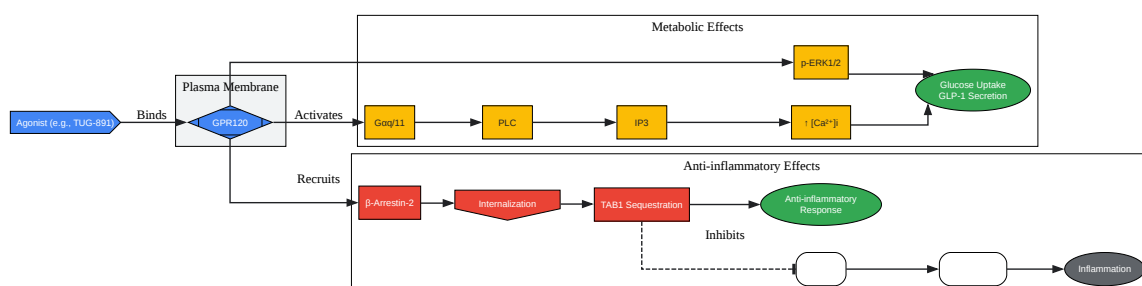 Metabolic Effects
p-ERK1/2
Plasma Membrane
Glucose Uptake
GLP-1 Secretion
Agonist (e.g., TUG-891)
Binds
GPR120
Activates
Gαq/11
PLC
IP3
↑ [Ca²⁺]i
Anti-inflammatory Effects
Recruits
β-Arrestin-2
Internalization
TAB1 Sequestration
Anti-inflammatory
Response
Inhibits
Inflammation